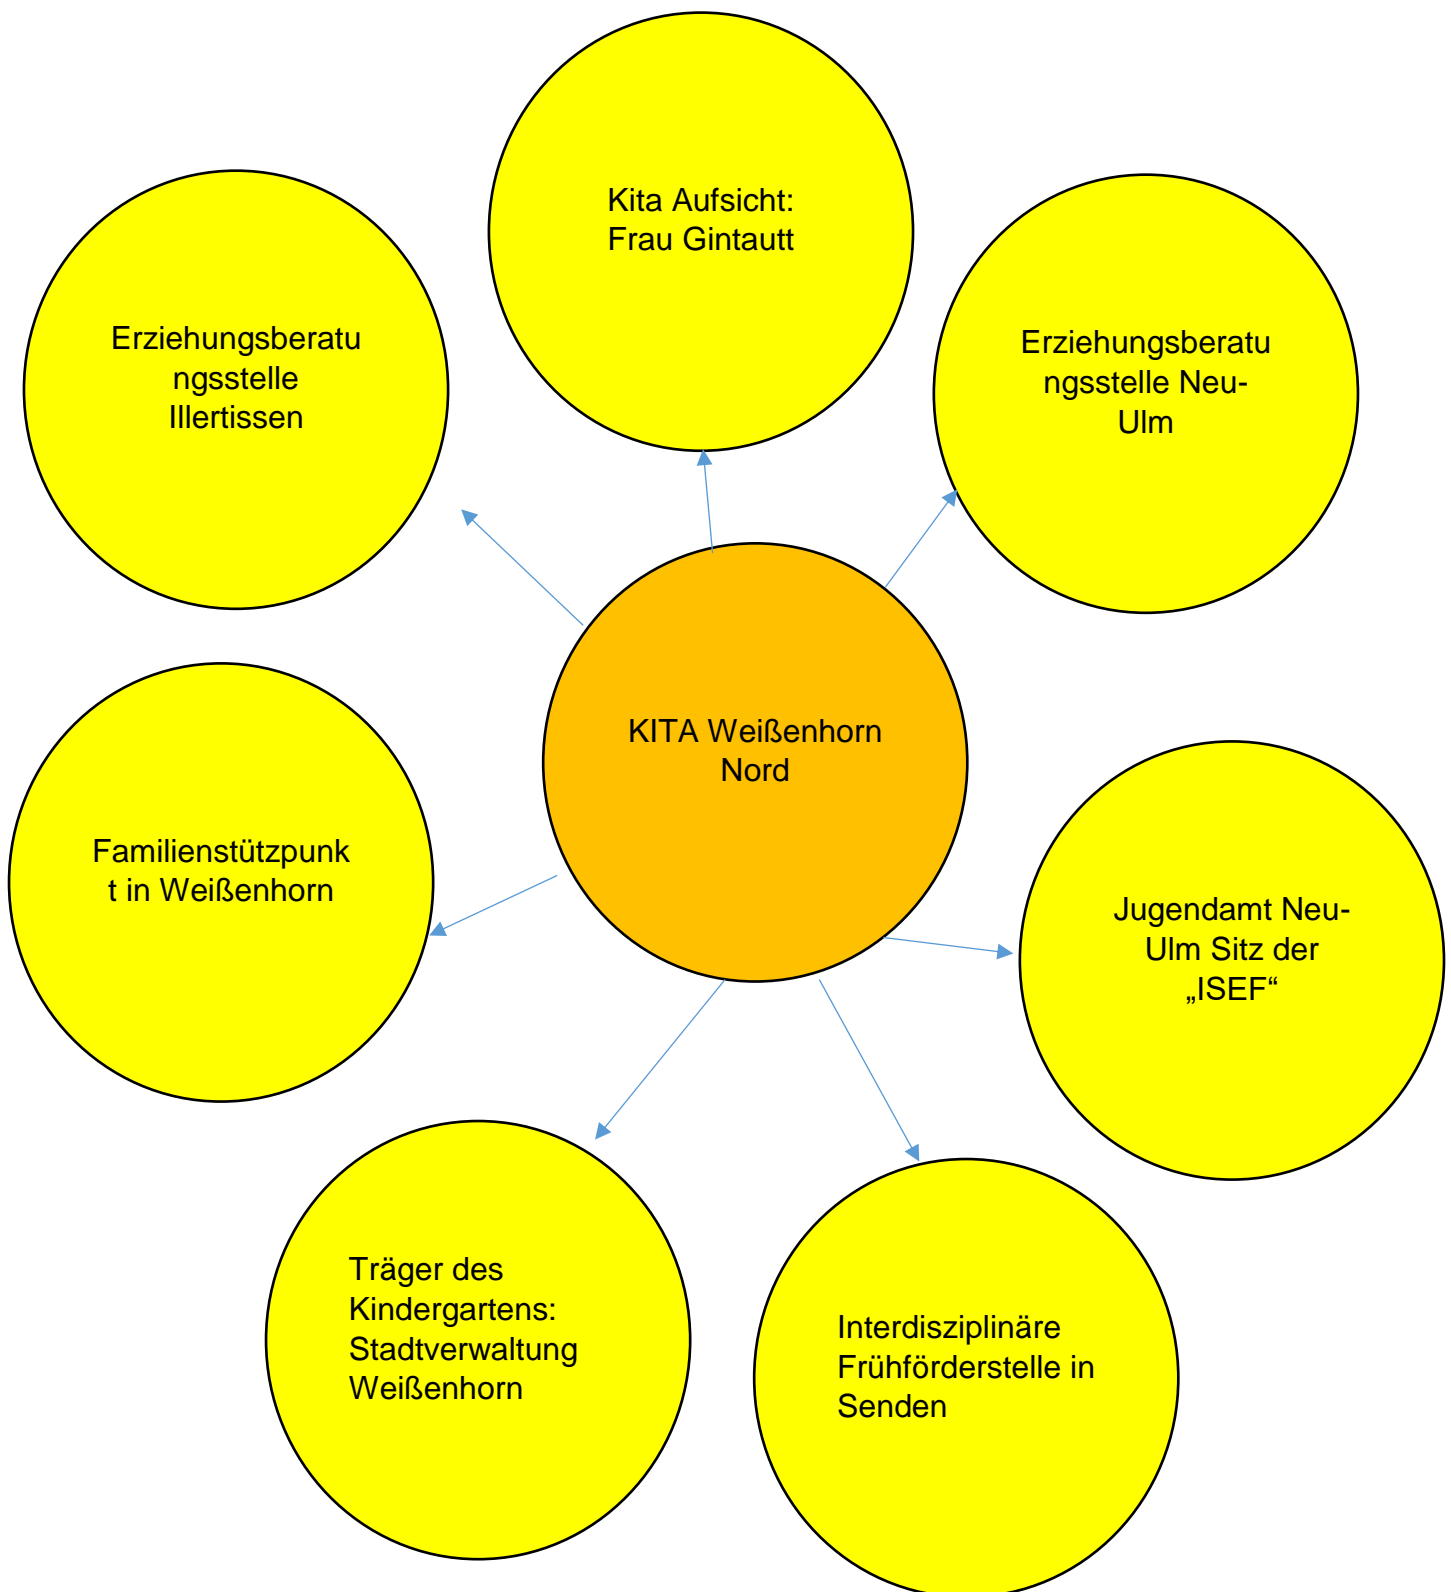 Kita Aufsicht:
Frau Gintautt
Erziehungsberatu
ngsstelle
Illertissen
Erziehungsberatu
ngsstelle Neu-
Ulm
KITA Weißenhorn
Nord
Familienstützpunk
t in Weißenhorn
Jugendamt Neu-
Ulm Sitz der
„ISEF“
Träger des
Kindergartens:
Stadtverwaltung
Weißenhorn
Interdisziplinäre
Frühförderstelle in
Senden